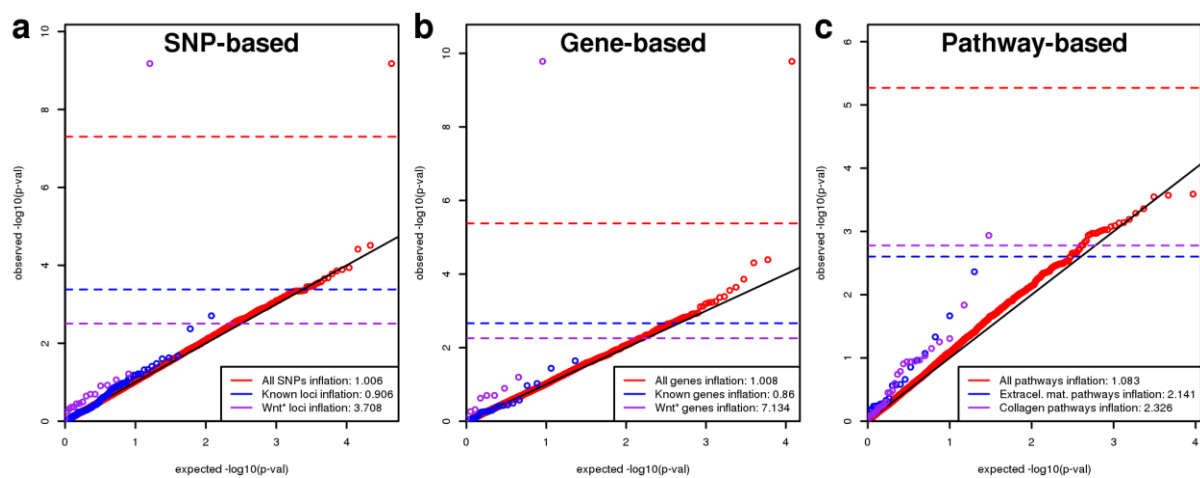 a
SNP-based
observed -log10(p-val)
10
8
6
4
2
0
All SNPs inflation: 1.006
Known loci inflation: 0.906
Wnt* loci inflation: 3.708
0 1 2 3 4
expected -log10(p-val)
b
Gene-based
observed -log10(p-val)
10
8
6
4
2
0
All genes inflation: 1.008
Known genes inflation: 0.86
Wnt* genes inflation: 7.134
0 1 2 3 4
expected -log10(p-val)
c
Pathway-based
observed -log10(p-val)
6
5
4
3
2
1
0
All pathways inflation: 1.083
Extracel. mat. pathways inflation: 2.141
Collagen pathways inflation: 2.326
0 1 2 3 4
expected -log10(p-val)